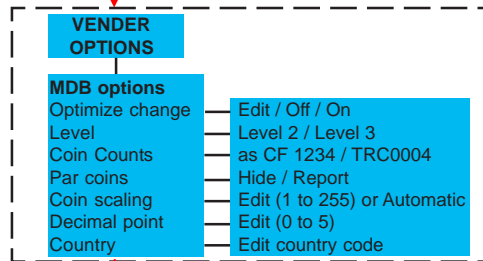 VENDER
OPTIONS
MDB options
Optimize change Edit / Off / On
Level Level 2 / Level 3
Coin Counts as CF 1234 / TRC0004
Par coins Hide / Report
Coin scaling Edit (1 to 255) or Automatic
Decimal point Edit (0 to 5)
Country Edit country code